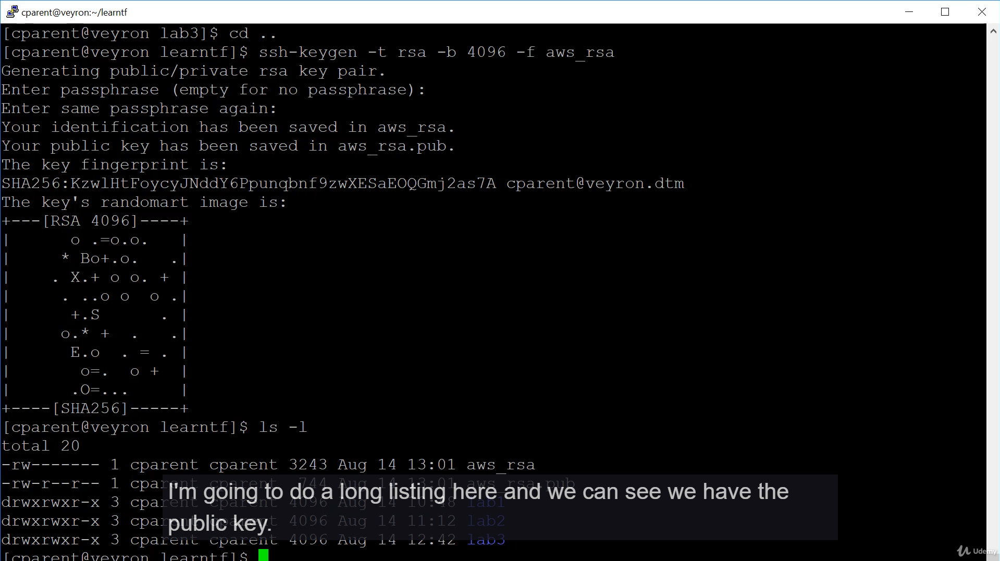 cparent@veyron:~/learntf
[cparent@veyron lab3]$ cd ..
[cparent@veyron learntf]$ ssh-keygen -t rsa -b 4096 -f aws_rsa
Generating public/private rsa key pair.
Enter passphrase (empty for no passphrase):
Enter same passphrase again:
Your identification has been saved in aws_rsa.
Your public key has been saved in aws_rsa.pub.
The key fingerprint is:
SHA256:KzwlHtFoycyJNddY6Ppunqbnf9zwXESaEOQGmj2as7A cparent@veyron.dtm
The key's randomart image is:
+---[RSA 4096]----+
|      o .=o.o.   |
|     * Bo+.o.   .|
|    . X.+ o o. + |
|     . ..o o  o .|
|      +.S      . |
|     o.* +  .   .|
|      E.o  . = . |
|       o=.  o +  |
|      .O=...     |
+----[SHA256]-----+
[cparent@veyron learntf]$ ls -l
total 20
-rw------- 1 cparent cparent 3243 Aug 14 13:01 aws_rsa
-rw-r--r-- 1 cparent cparent  744 Aug 14 13:01 aws_rsa.pub
drwxrwxr-x 3 cparent cparent 4096 Aug 14 10:48 lab1
drwxrwxr-x 3 cparent cparent 4096 Aug 14 11:12 lab2
drwxrwxr-x 3 cparent cparent 4096 Aug 14 12:42 lab3
[cparent@veyron learntf]$
I'm going to do a long listing here and we can see we have the
public key.
Udemy